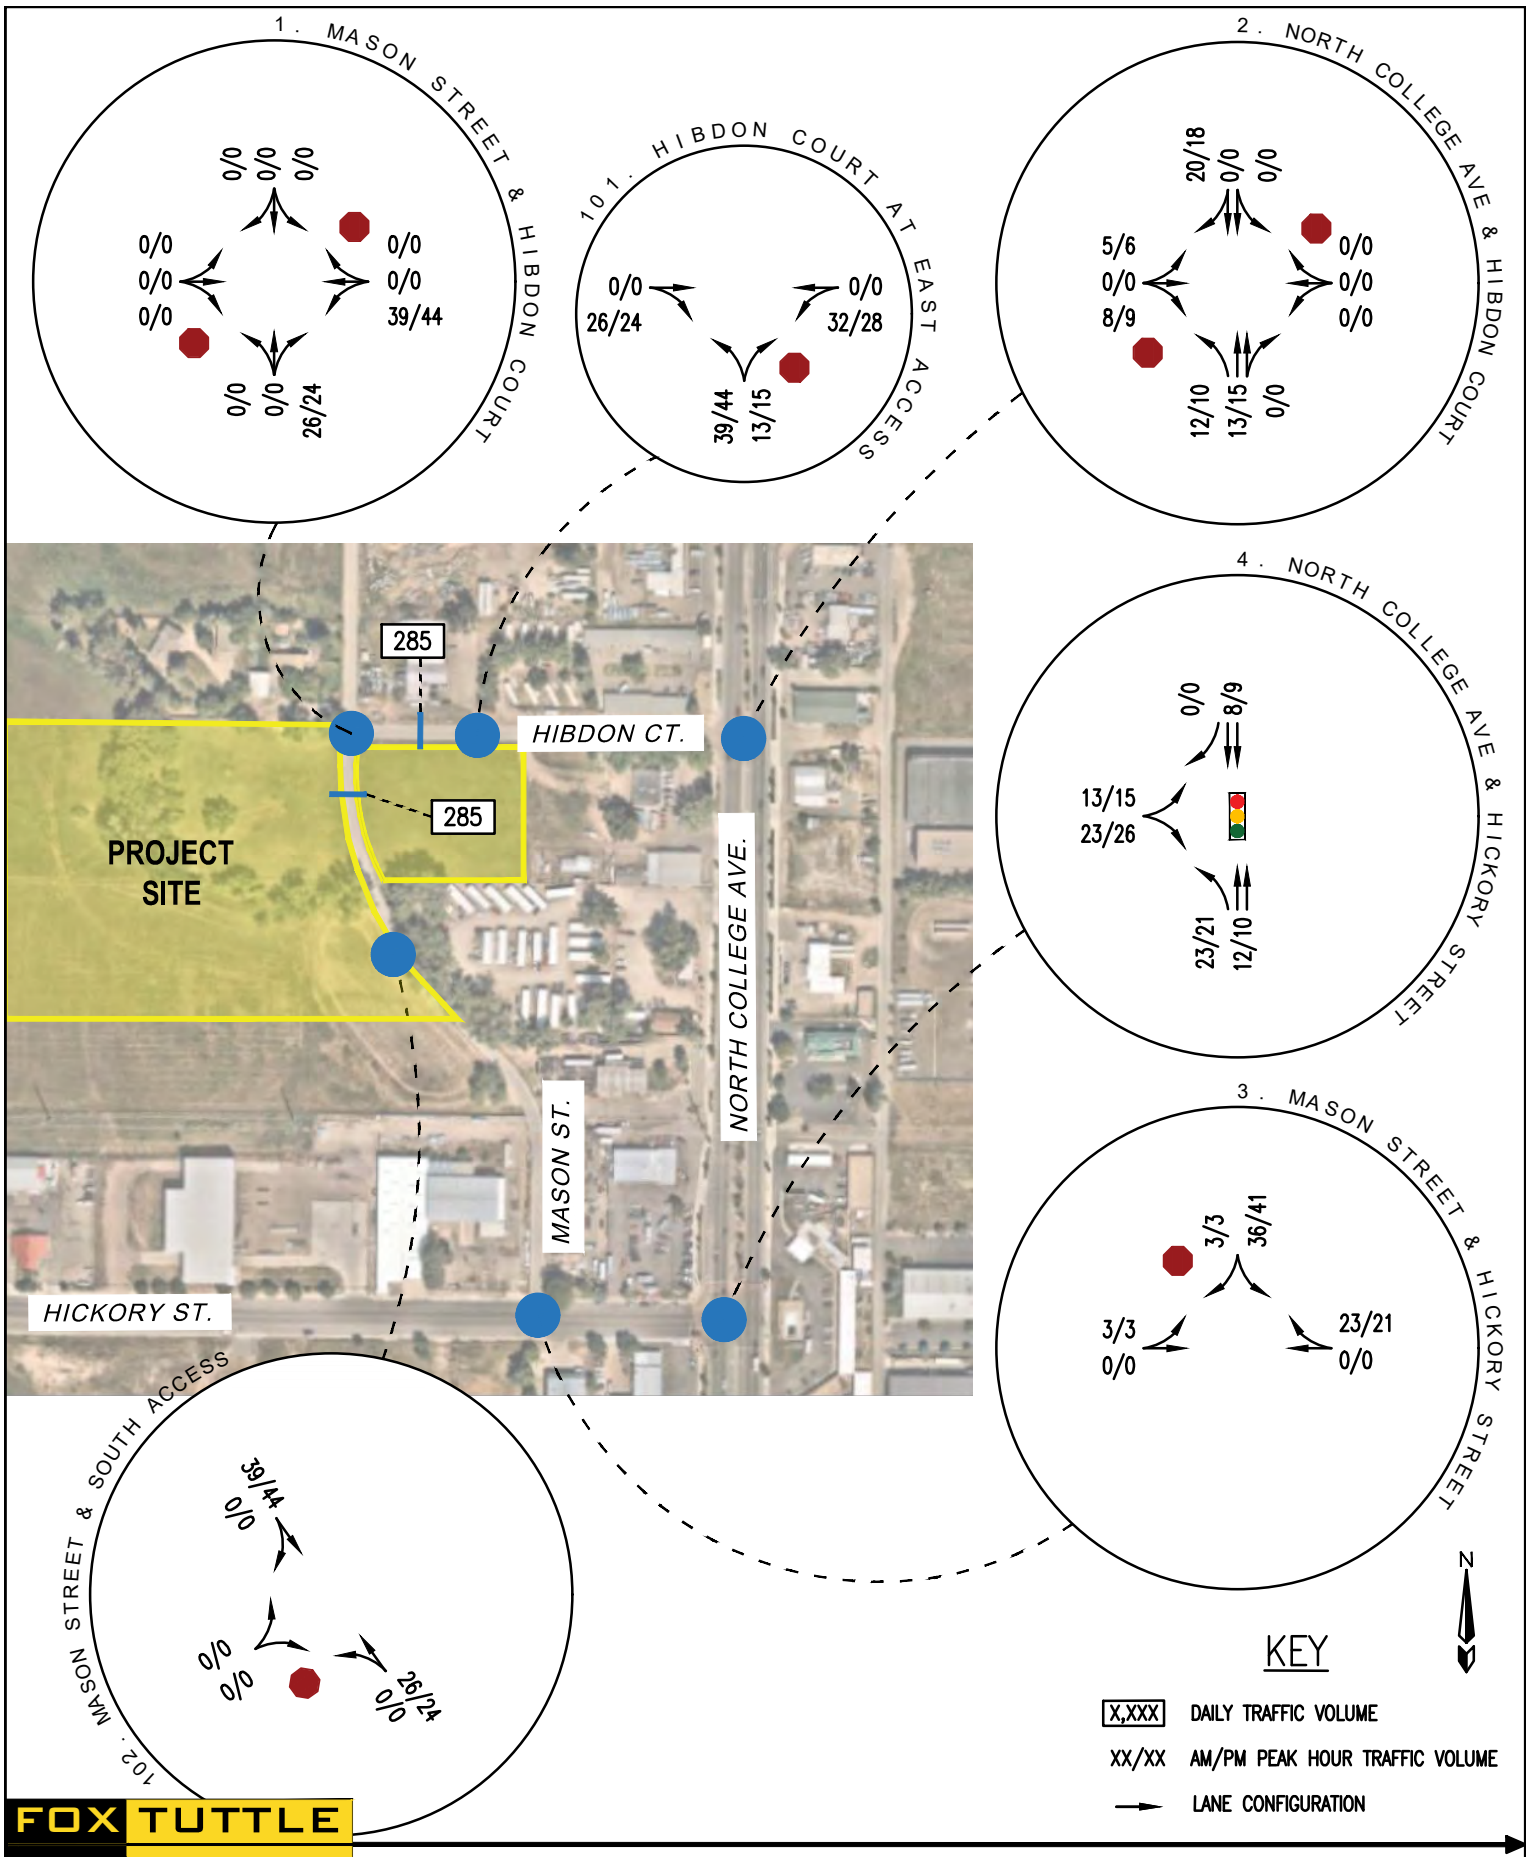 1. MASON STREET & HIBDON COURT
0/0
0/0
0/0
0/0
0/0
0/0
0/0
0/0
39/44
0/0
0/0
26/24
101. HIBDON COURT AT EAST ACCESS
0/0
26/24
0/0
32/28
39/44
13/15
2. NORTH COLLEGE AVE & HIBDON COURT
20/18
0/0
0/0
5/6
0/0
8/9
0/0
0/0
0/0
12/10
13/15
0/0
4. NORTH COLLEGE AVE & HICKORY STREET
0/0
8/9
13/15
23/26
23/21
12/10
285
HIBDON CT.
285
PROJECT
SITE
NORTH COLLEGE AVE.
MASON ST.
HICKORY ST.
3. MASON STREET & HICKORY STREET
3/3
36/41
3/3
0/0
23/21
0/0
102. MASON STREET & SOUTH ACCESS
39/44
0/0
0/0
0/0
26/24
0/0
N
KEY
X,XXX DAILY TRAFFIC VOLUME
XX/XX AM/PM PEAK HOUR TRAFFIC VOLUME
LANE CONFIGURATION
FOX TUTTLE